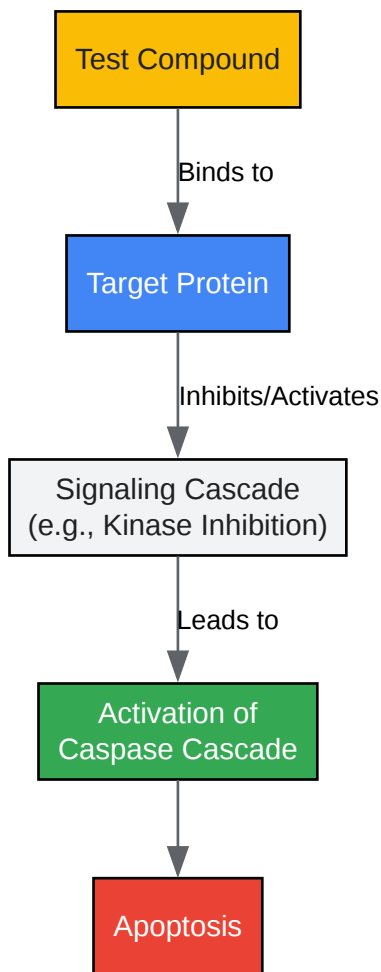 Test Compound
Binds to
Target Protein
Inhibits/Activates
Signaling Cascade
(e.g., Kinase Inhibition)
Leads to
Activation of
Caspase Cascade
Apoptosis